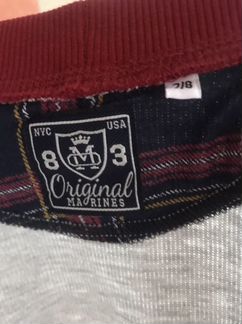 7/8
NYC USA
8 3
Original
MARINES